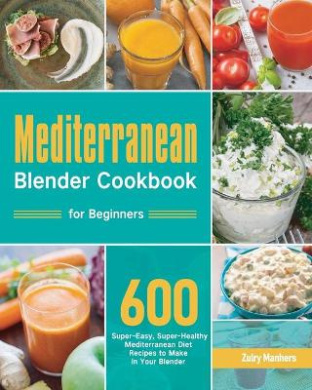 Mediterranean
Blender Cookbook
for Beginners
600
Super-Easy, Super-Healthy
Mediterranean Diet
Recipes to Make
in Your Blender
Zulry Manhers